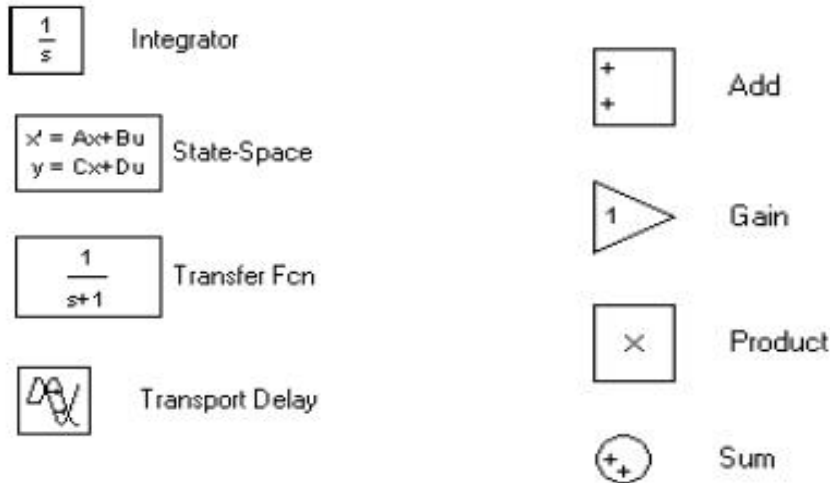 1
s
Integrator
x' = Ax+Bu
y = Cx+Du
State-Space
1
s+1
Transfer Fcn
Transport Delay
+
+
Add
1
Gain
×
Product
+
+
Sum